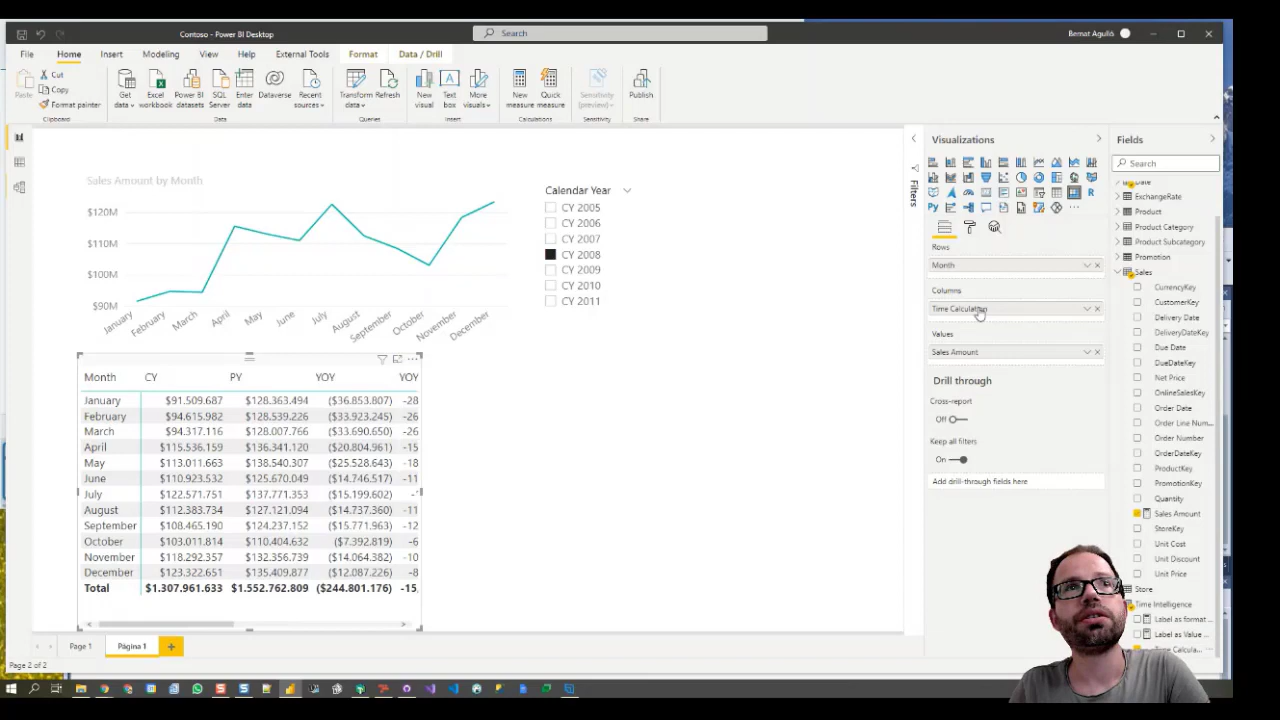 Contoso - Power BI Desktop
Search
Bernat Agulló
File
Home
Insert
Modeling
View
Help
External Tools
Format
Data / Drill
Paste
Cut
Copy
Format painter
Get data
Excel workbook
Power BI datasets
SQL Server
Enter data
Dataverse
Recent sources
Transform data
Refresh
New visual
Text box
More visuals
New measure
Quick measure
Sensitivity (preview)
Publish
Clipboard
Data
Queries
Insert
Calculations
Sensitivity
Share
Sales Amount by Month
$120M
$110M
$100M
$90M
January
February
March
April
May
June
July
August
September
October
November
December
Calendar Year
CY 2005
CY 2006
CY 2007
CY 2008
CY 2009
CY 2010
CY 2011
Month CY PY YOY YOY
January $91.509.687 $128.363.494 ($36.853.807) -28
February $94.615.982 $128.539.226 ($33.923.245) -26
March $94.317.116 $128.007.766 ($33.690.650) -26
April $115.536.159 $136.341.120 ($20.804.961) -15
May $113.011.663 $138.540.307 ($25.528.643) -18
June $110.923.532 $125.670.049 ($14.746.517) -11
July $122.571.751 $137.771.353 ($15.199.602)
August $112.383.734 $127.121.094 ($14.737.360) -11
September $108.465.190 $124.237.152 ($15.771.963) -12
October $103.011.814 $110.404.632 ($7.392.819) -6
November $118.292.357 $132.356.739 ($14.064.382) -10
December $123.322.651 $135.409.877 ($12.087.226) -8
Total $1.307.961.633 $1.552.762.809 ($244.801.176) -15
Filters
Visualizations
Rows
Month
Columns
Time Calculation
Values
Sales Amount
Drill through
Cross-report
Off
Keep all filters
On
Add drill-through fields here
Fields
Search
Date
ExchangeRate
Product
Product Category
Product Subcategory
Promotion
Sales
CurrencyKey
CustomerKey
Delivery Date
DeliveryDateKey
Due Date
DueDateKey
Net Price
OnlineSalesKey
Order Date
Order Line Num...
Order Number
OrderDateKey
ProductKey
PromotionKey
Quantity
Sales Amount
StoreKey
Unit Cost
Unit Discount
Unit Price
Store
Time Intelligence
Label as format ...
Label as Value ...
Time Calcula...
Page 1
Página 1
Page 2 of 2